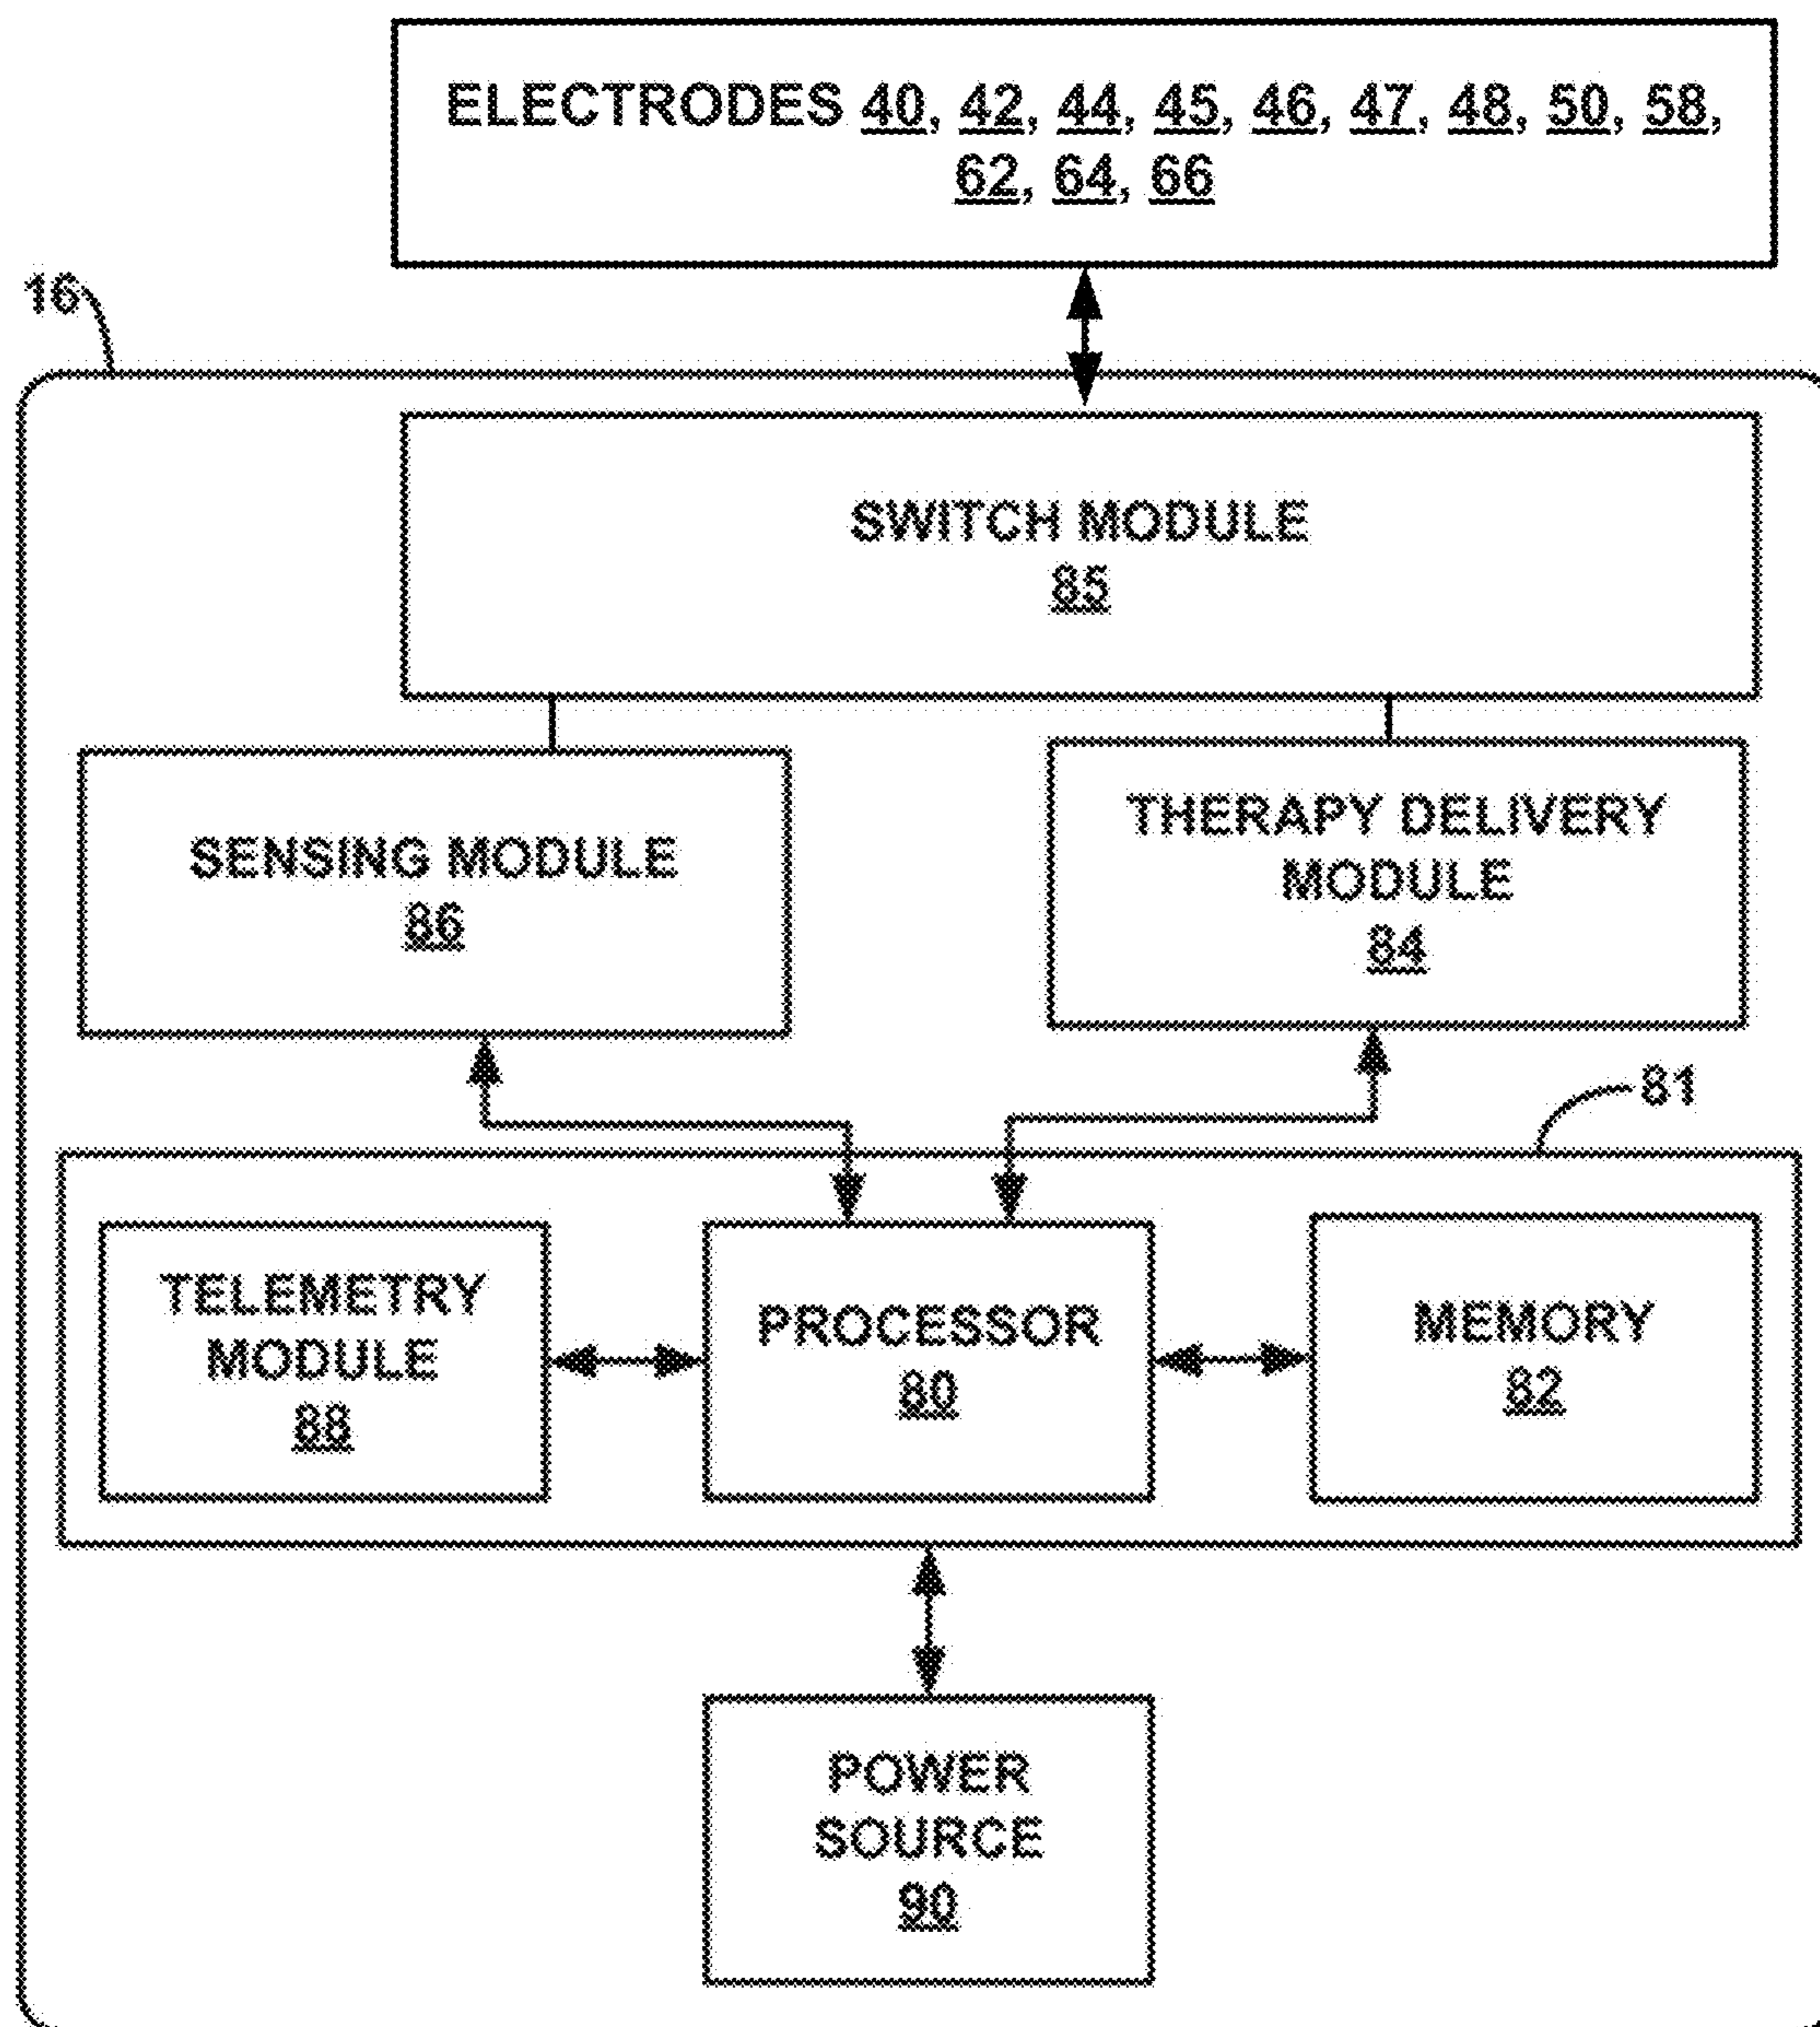 ELECTRODES 40, 42, 44, 45, 46, 47, 48, 50, 58,
62, 64, 66
16
SWITCH MODULE
85
SENSING MODULE
86
THERAPY DELIVERY
MODULE
84
81
TELEMETRY
MODULE
88
PROCESSOR
80
MEMORY
82
POWER
SOURCE
90